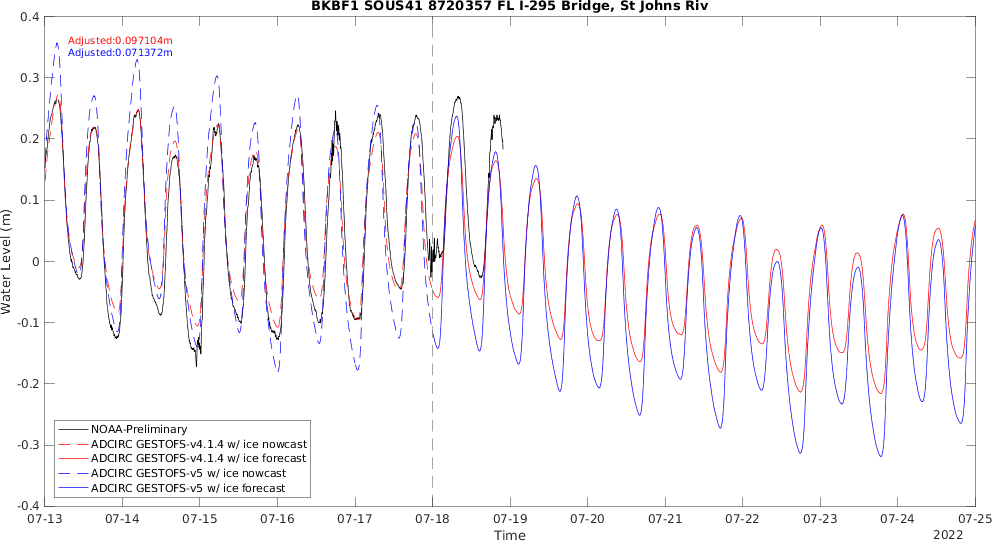 BKBF1 SOUS41 8720357 FL I-295 Bridge, St Johns Riv
Adjusted:0.097104m
Adjusted:0.071372m
0.4
0.3
0.2
0.1
0
-0.1
-0.2
-0.3
-0.4
Water Level (m)
NOAA-Preliminary
ADCIRC GESTOFS-v4.1.4 w/ ice nowcast
ADCIRC GESTOFS-v4.1.4 w/ ice forecast
ADCIRC GESTOFS-v5 w/ ice nowcast
ADCIRC GESTOFS-v5 w/ ice forecast
07-13 07-14 07-15 07-16 07-17 07-18 07-19 07-20 07-21 07-22 07-23 07-24 07-25
Time
2022